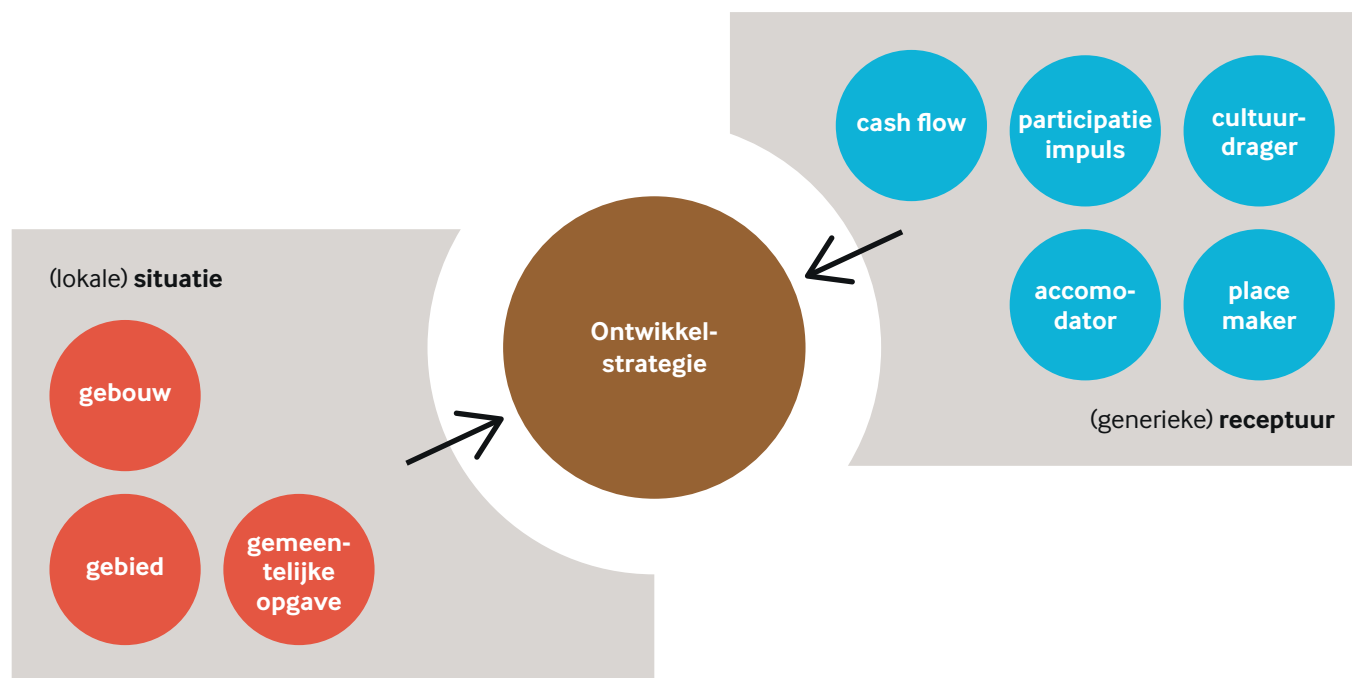 cash flow
participatie
impuls
cultuur-
drager
accomo-
dator
place
maker
(generieke) receptuur
Ontwikkel-
strategie
(lokale) situatie
gebouw
gebied
gemeen-
telijke
opgave